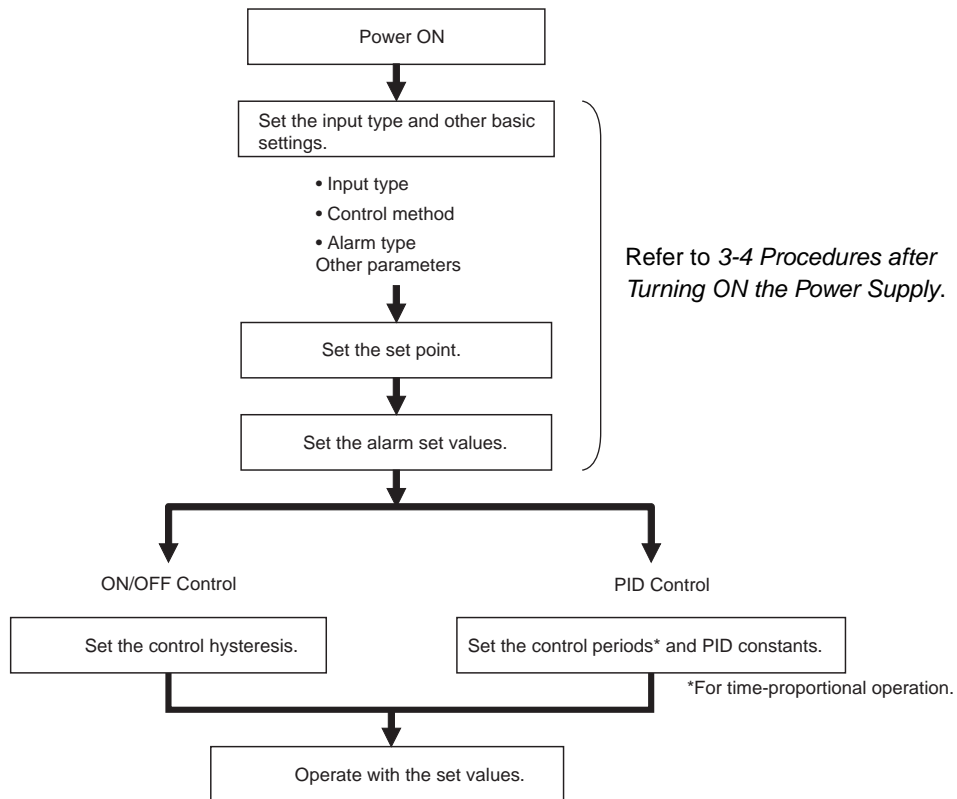 Power ON
Set the input type and other basic
settings.
• Input type
• Control method
• Alarm type
Other parameters
Refer to 3-4 Procedures after
Turning ON the Power Supply.
Set the set point.
Set the alarm set values.
ON/OFF Control
PID Control
Set the control hysteresis.
Set the control periods* and PID constants.
*For time-proportional operation.
Operate with the set values.